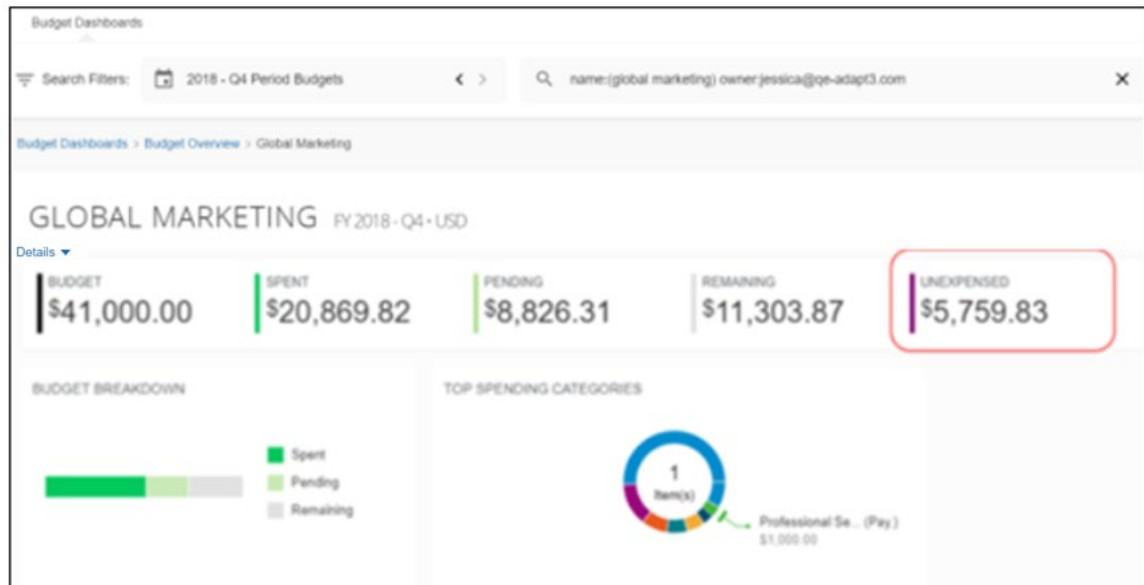 Budget Dashboards
Search Filters: 2018 - Q4 Period Budgets < > name:(global marketing) owner:jessica@qe-adapt3.com ×
Budget Dashboards > Budget Overview > Global Marketing
GLOBAL MARKETING FY 2018 - Q4 • USD
Details
BUDGET SPENT PENDING REMAINING UNEXPENSED
$41,000.00 $20,869.82 $8,826.31 $11,303.87 $5,759.83
BUDGET BREAKDOWN TOP SPENDING CATEGORIES
Spent
Pending
Remaining
1
Item(s)
Professional Se... (Pay.)
$1,000.00